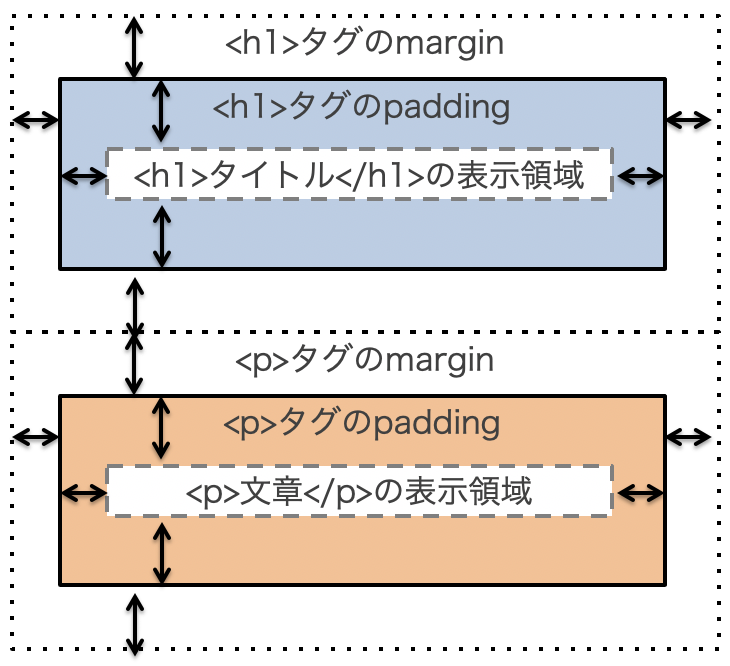 <h1>タグのmargin
<h1>タグのpadding
<h1>タイトル</h1>の表示領域
<p>タグのmargin
<p>タグのpadding
<p>文章</p>の表示領域